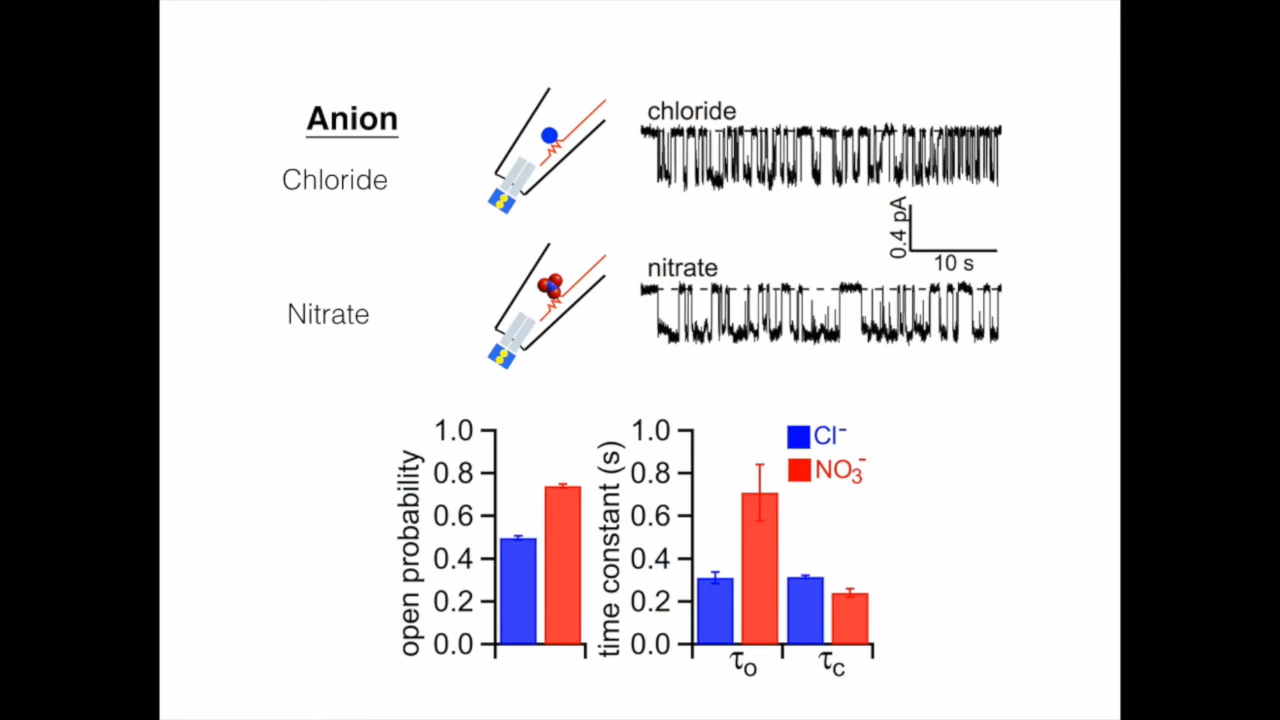 Anion
Chloride
Nitrate
chloride
0.4 pA
10 s
nitrate
open probability
1.0
0.8
0.6
0.4
0.2
0.0
time constant (s)
1.0
0.8
0.6
0.4
0.2
0.0
τo
τc
Cl⁻
NO₃⁻